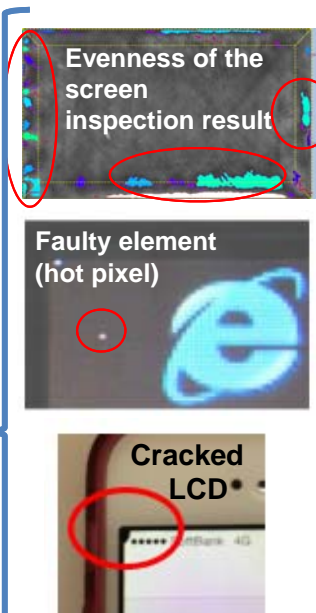 Evenness of the
screen
inspection result
Faulty element
(hot pixel)
Cracked
LCD
SoftBank 4G